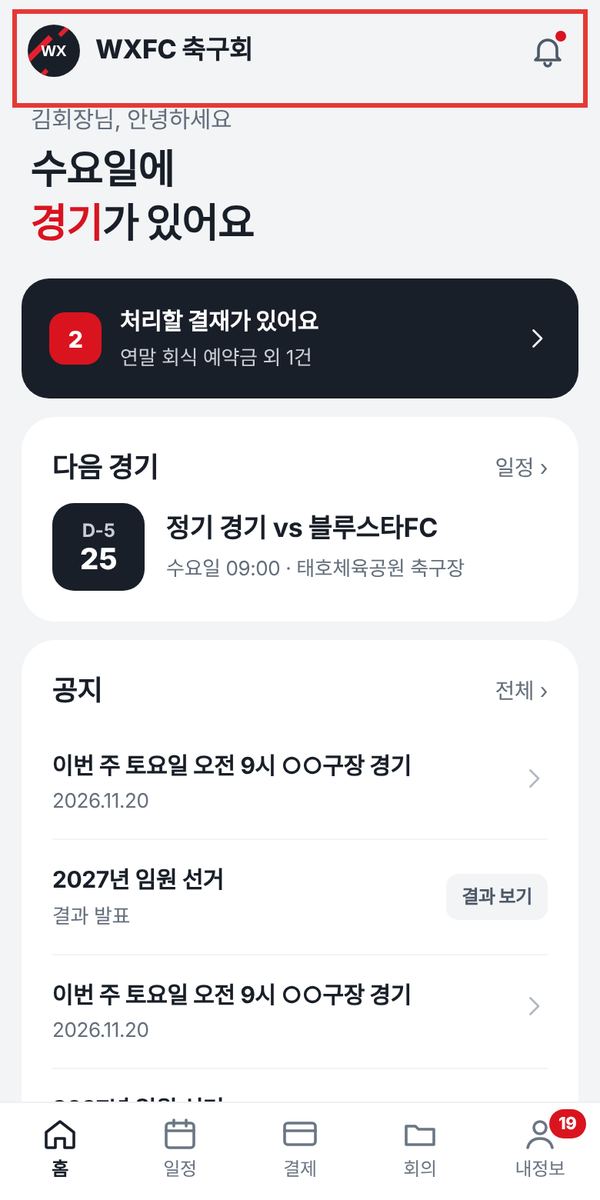 WX
WXFC 축구회
김회장님, 안녕하세요
수요일에
경기가 있어요
2
처리할 결재가 있어요
연말 회식 예약금 외 1건
다음 경기
일정 ›
D-5
25
정기 경기 vs 블루스타FC
수요일 09:00 · 태호체육공원 축구장
공지
전체 ›
이번 주 토요일 오전 9시 ○○구장 경기
2026.11.20
2027년 임원 선거
결과 발표
결과 보기
이번 주 토요일 오전 9시 ○○구장 경기
2026.11.20
19
홈
일정
결제
회의
내정보